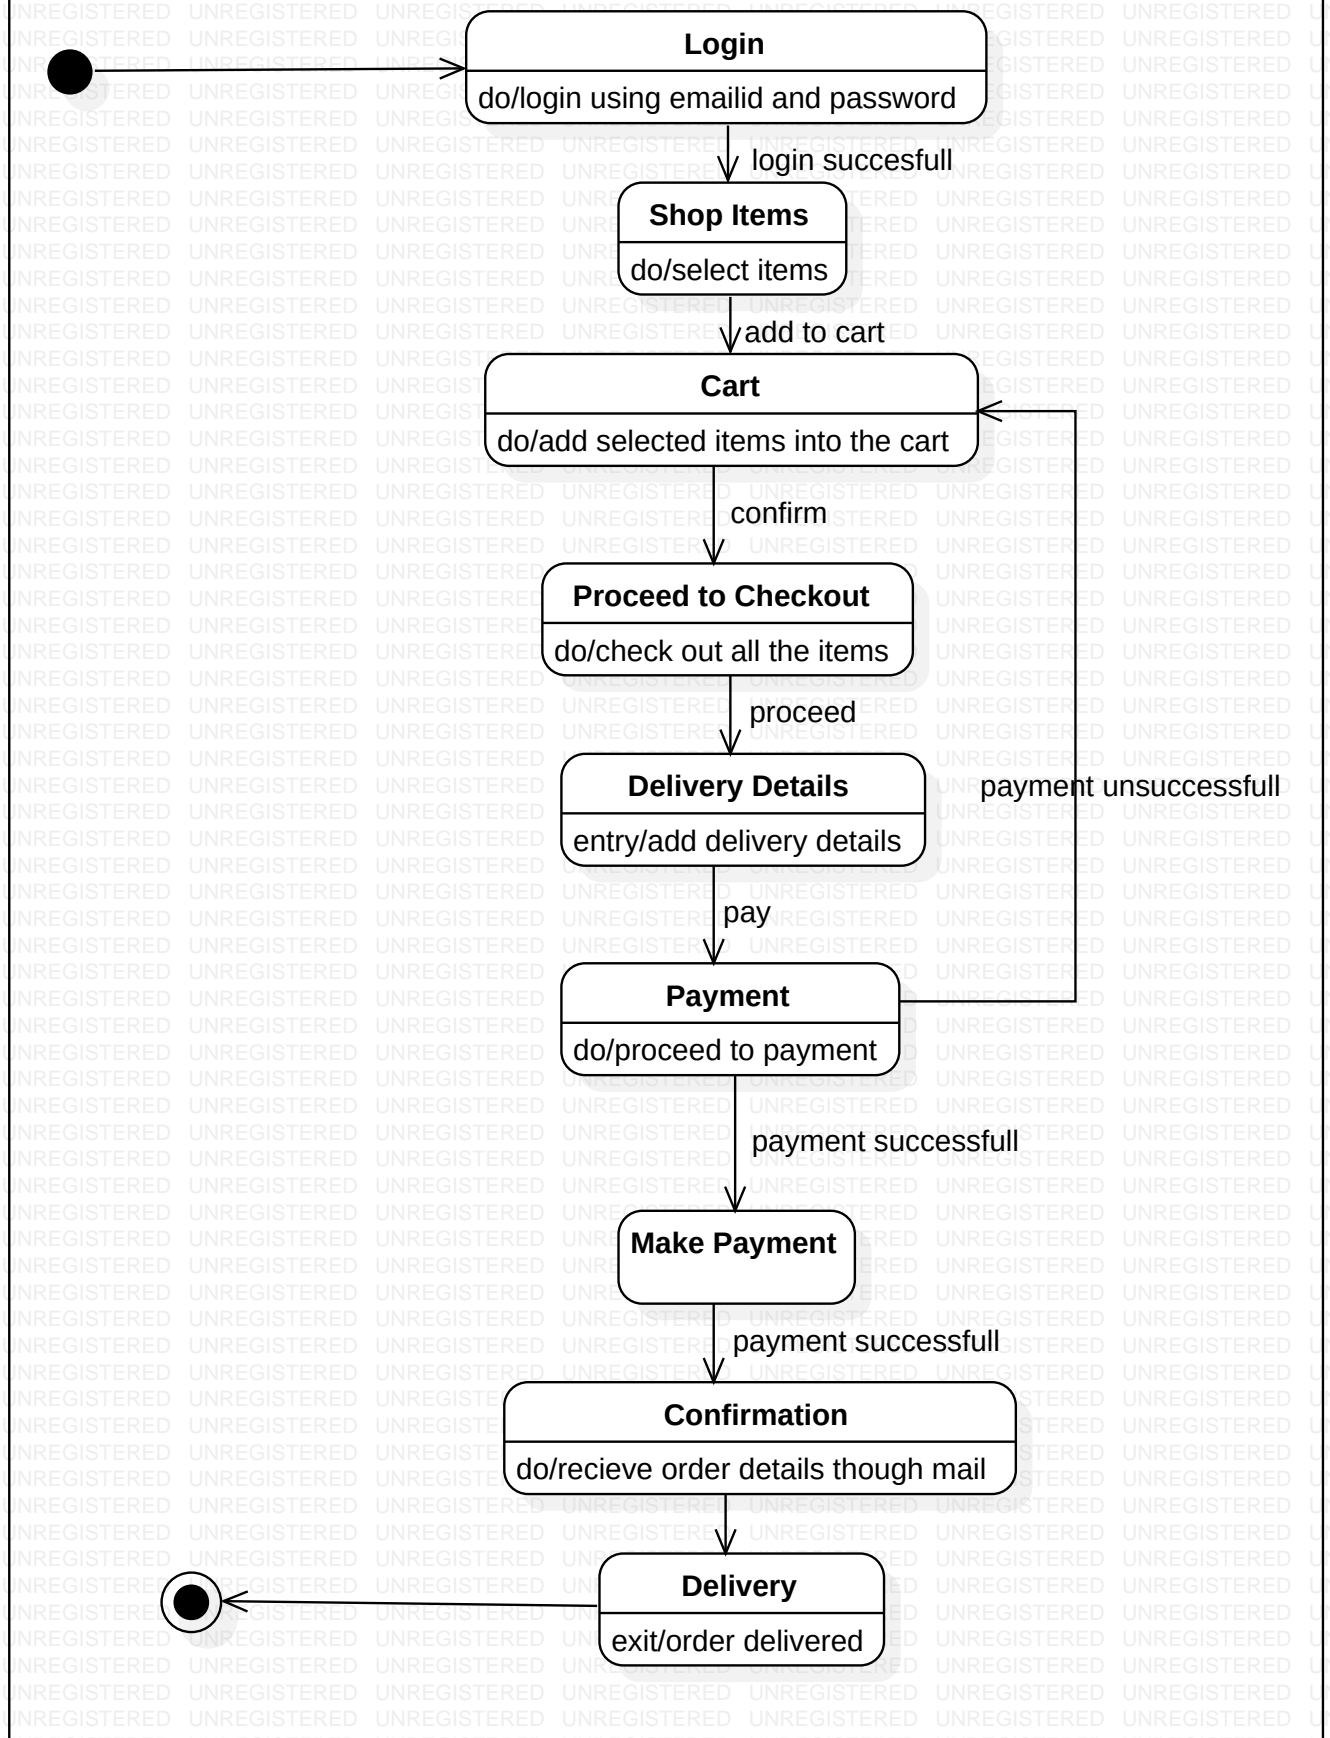 Login
do/login using emailid and password
login succesfull
Shop Items
do/select items
add to cart
Cart
do/add selected items into the cart
confirm
Proceed to Checkout
do/check out all the items
proceed
Delivery Details
payment unsuccessfull
entry/add delivery details
pay
Payment
do/proceed to payment
payment successfull
Make Payment
payment successfull
Confirmation
do/recieve order details though mail
Delivery
exit/order delivered
UNREGISTERED